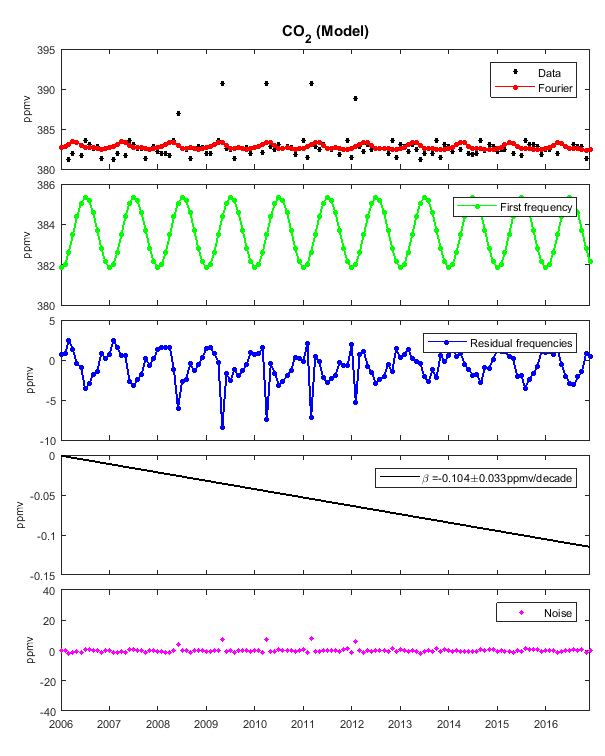 CO2 (Model)
395
390
385
380
ppmv
Data
Fourier
386
384
382
380
ppmv
First frequency
5
0
-5
-10
ppmv
Residual frequencies
0
-0.05
-0.1
-0.15
ppmv
β =-0.104±0.033ppmv/decade
40
20
0
-20
-40
ppmv
Noise
2006 2007 2008 2009 2010 2011 2012 2013 2014 2015 2016